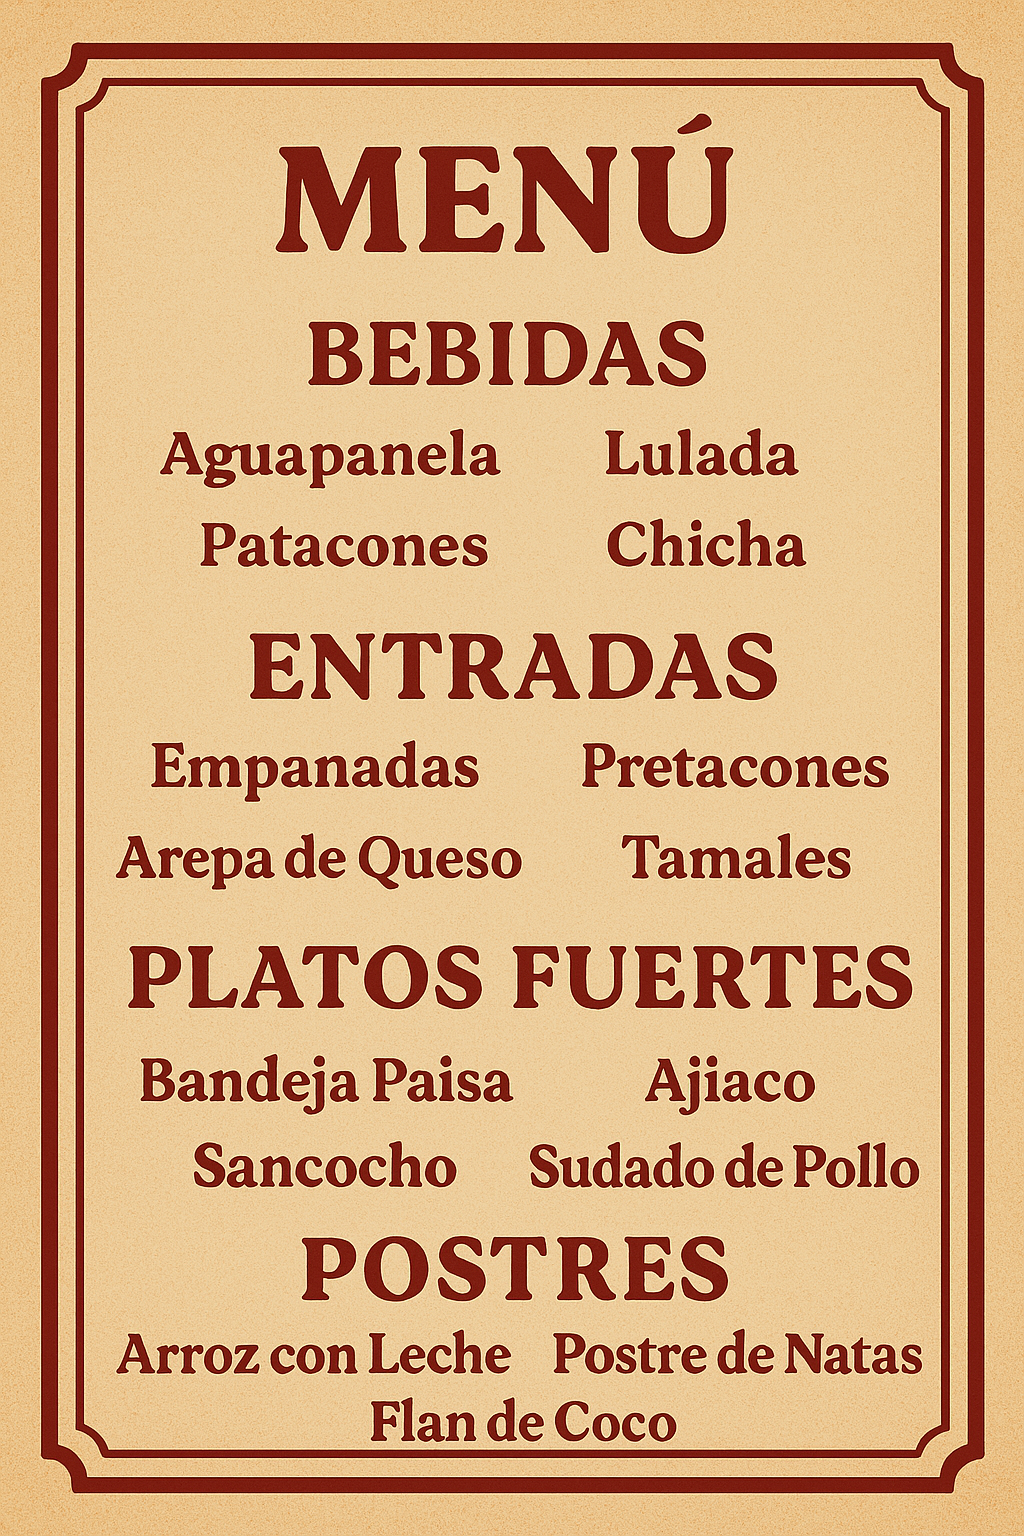 MENÚ
BEBIDAS
Aguapanela Lulada
Patacones Chicha
ENTRADAS
Empanadas Pretacones
Arepa de Queso Tamales
PLATOS FUERTES
Bandeja Paisa Ajiaco
Sancocho Sudado de Pollo
POSTRES
Arroz con Leche Postre de Natas
Flan de Coco